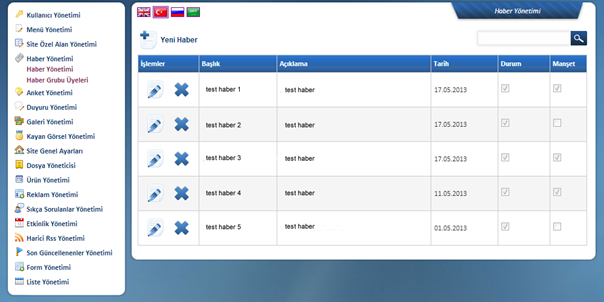 Kullanıcı Yönetimi
Menü Yönetimi
Site Özel Alan Yönetimi
Haber Yönetimi
Haber Yönetimi
Haber Grubu Üyeleri
Anket Yönetimi
Duyuru Yönetimi
Galeri Yönetimi
Kayan Görsel Yönetimi
Site Genel Ayarları
Dosya Yöneticisi
Ürün Yönetimi
Reklam Yönetimi
Sıkça Sorulanlar Yönetimi
Etkinlik Yönetimi
Harici Rss Yönetimi
Son Güncellenenler Yönetimi
Form Yönetimi
Liste Yönetimi
Haber Yönetimi
Yeni Haber
İşlemler Başlık Açıklama Tarih Durum Manşet
test haber 1 test haber 17.05.2013
test haber 2 test haber 17.05.2013
test haber 3 test haber 17.05.2013
test haber 4 test haber 11.05.2013
test haber 5 test haber 01.05.2013